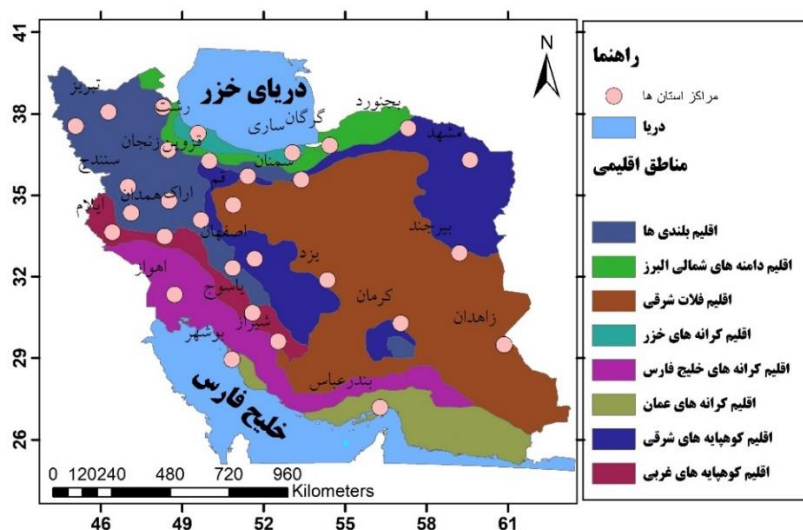 41
38
35
32
29
26
46
49
52
55
58
61
دریای خزر
خلیج فارس
N
تبریز
رشت
گرگان
بجنورد
ساری
مشهد
قزوین
زنجان
سمنان
سنندج
قم
همدان
اراک
ایلام
اصفهان
بیرجند
یزد
اهواز
یاسوج
کرمان
زاهدان
شیراز
بوشهر
بندرعباس
0 120 240 480 720 960
Kilometers
راهنما
مراکز استان ها
دریا
مناطق اقلیمی
اقلیم بلندی ها
اقلیم دامنه های شمالی البرز
اقلیم فلات شرقی
اقلیم کرانه های خزر
اقلیم کرانه های خلیج فارس
اقلیم کرانه های عمان
اقلیم کوهپایه های شرقی
اقلیم کوهپایه های غربی